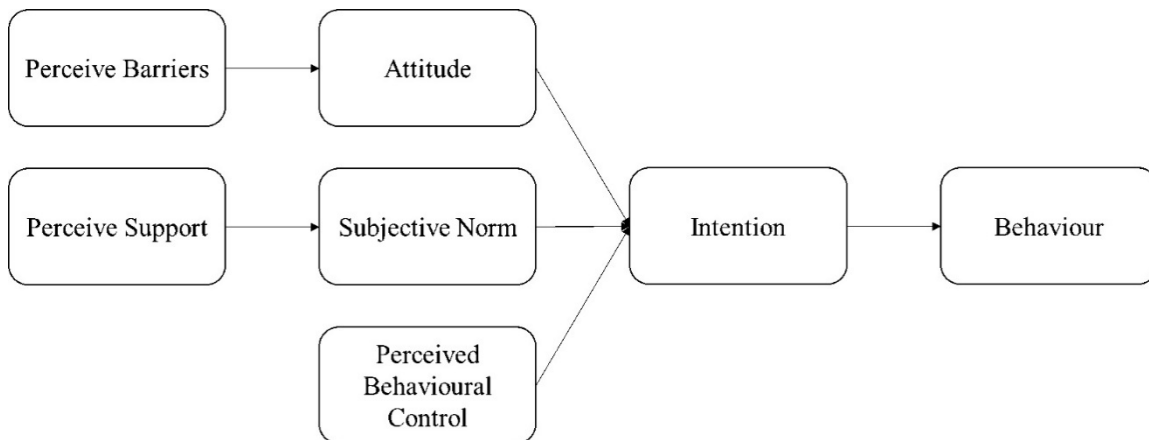 Perceive Barriers
Attitude
Perceive Support
Subjective Norm
Intention
Behaviour
Perceived
Behavioural
Control